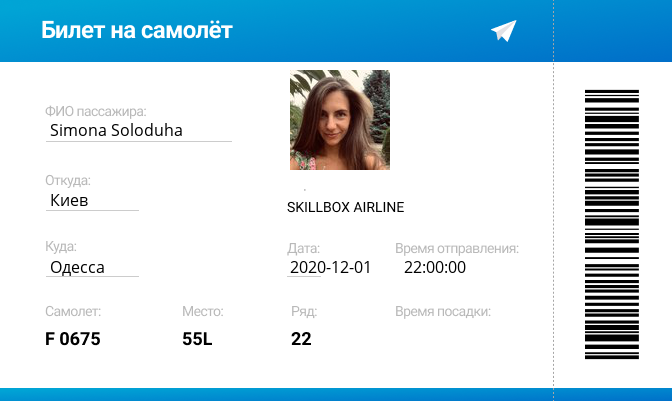 Билет на самолёт
ФИО пассажира:
Simona Soloduha
Откуда:
Киев
SKILLBOX AIRLINE
Куда:
Одесса
Дата:
2020-12-01
Время отправления:
22:00:00
Самолет:
F 0675
Место:
55L
Ряд:
22
Время посадки: